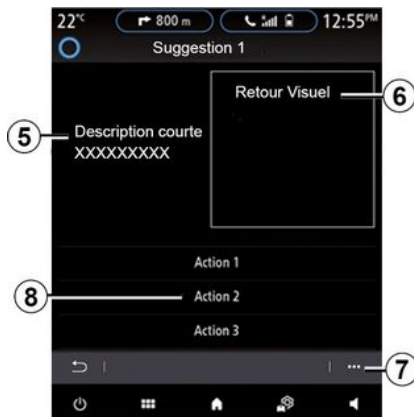 22°C 800 m 12:55PM
Suggestion 1
Retour Visuel
6
5
Description courte
XXXXXXXXX
Action 1
8
Action 2
Action 3
7